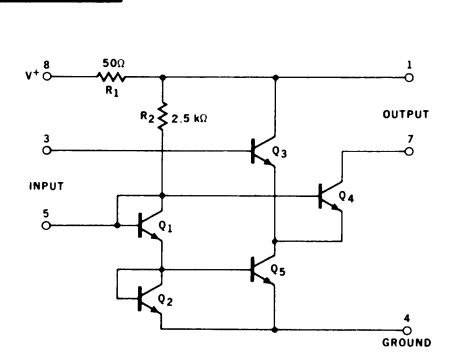 8
50Ω
1
V+
R1
R2
2.5 kΩ
OUTPUT
3
7
Q3
INPUT
Q4
5
Q1
Q5
Q2
4
GROUND